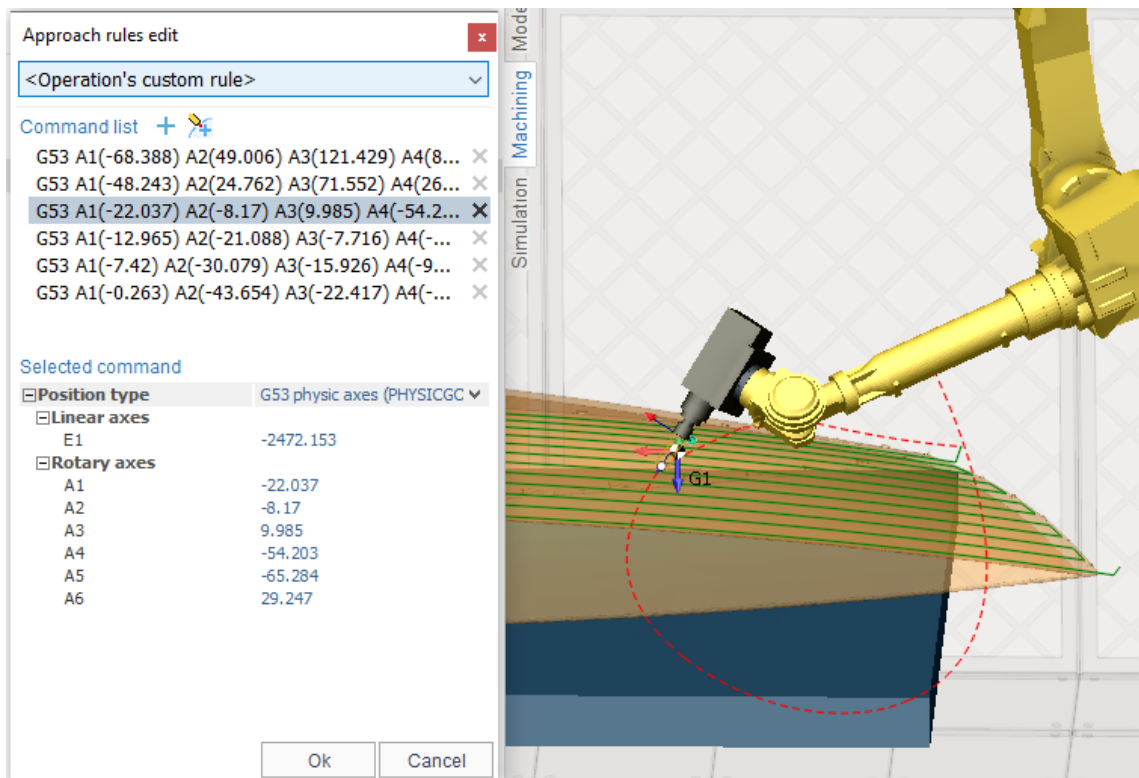 Approach rules edit
x
<Operation's custom rule>
Command list
G53 A1(-68.388) A2(49.006) A3(121.429) A4(8...
G53 A1(-48.243) A2(24.762) A3(71.552) A4(26...
G53 A1(-22.037) A2(-8.17) A3(9.985) A4(-54.2...
G53 A1(-12.965) A2(-21.088) A3(-7.716) A4(-...
G53 A1(-7.42) A2(-30.079) A3(-15.926) A4(-9...
G53 A1(-0.263) A2(-43.654) A3(-22.417) A4(-...
Selected command
Position type G53 physic axes (PHYSICGC
Linear axes
E1 -2472.153
Rotary axes
A1 -22.037
A2 -8.17
A3 9.985
A4 -54.203
A5 -65.284
A6 29.247
Ok Cancel
Mode
Machining
Simulation
G1